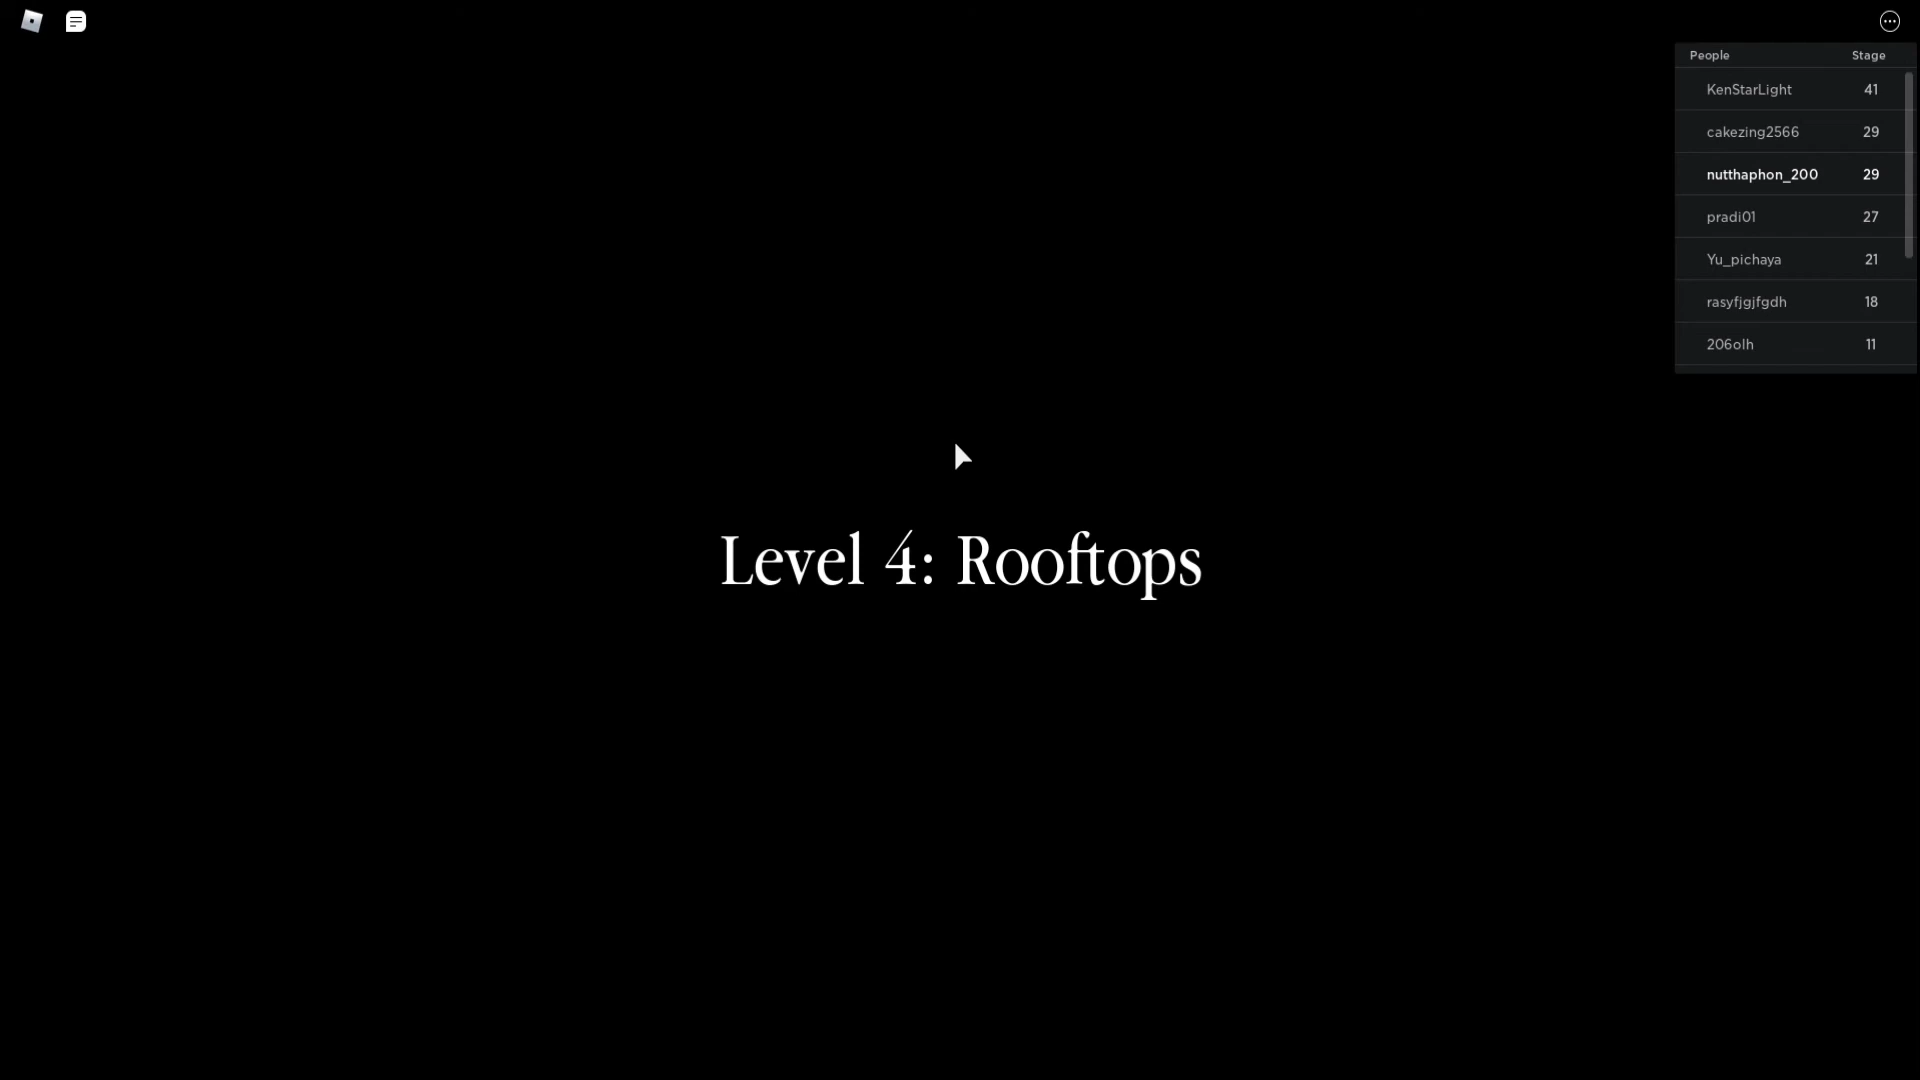 People Stage
KenStarLight 41
cakezing2566 29
nutthaphon_200 29
pradi01 27
Yu_pichaya 21
rasyfjgjfgdh 18
206olh 11
Level 4: Rooftops